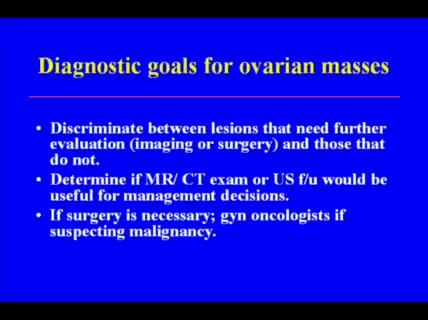 Diagnostic goals for ovarian masses
• Discriminate between lesions that need further
evaluation (imaging or surgery) and those that
do not.
• Determine if MR/ CT exam or US f/u would be
useful for management decisions.
• If surgery is necessary; gyn oncologists if
suspecting malignancy.